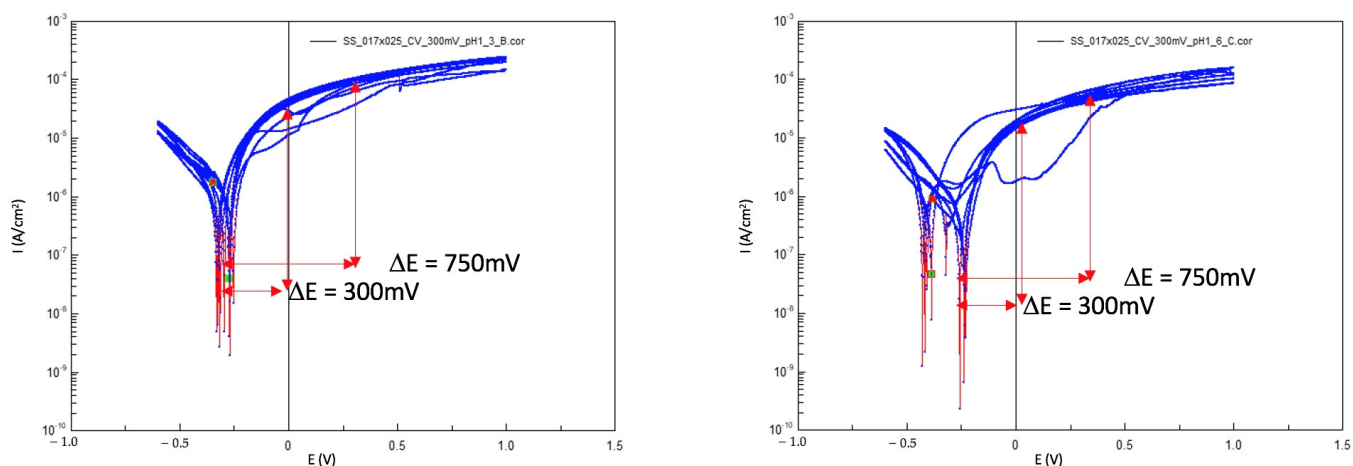 10⁻³
SS_017x025_CV_300mV_pH1_3_B.cor
10⁻⁴
10⁻⁵
10⁻⁶
10⁻⁷
10⁻⁸
10⁻⁹
10⁻¹⁰
I (A/cm²)
ΔE = 750mV
ΔE = 300mV
−1.0 −0.5 0 0.5 1.0 1.5
E (V)
10⁻³
SS_017x025_CV_300mV_pH1_6_C.cor
10⁻⁴
10⁻⁵
10⁻⁶
10⁻⁷
10⁻⁸
10⁻⁹
10⁻¹⁰
I (A/cm²)
ΔE = 750mV
ΔE = 300mV
−1.0 −0.5 0 0.5 1.0 1.5
E (V)